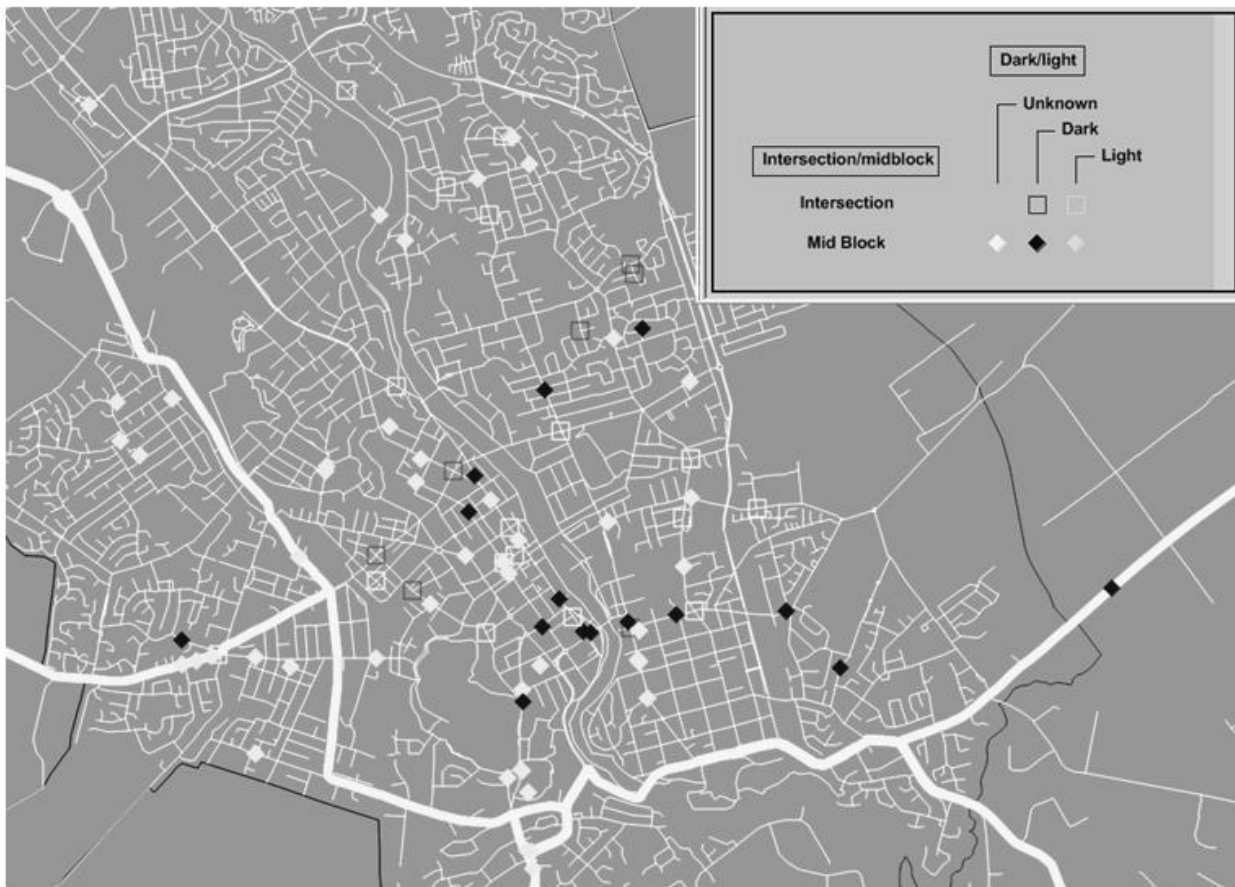 Dark/light
Unknown
Dark
Light
Intersection/midblock
Intersection
Mid Block